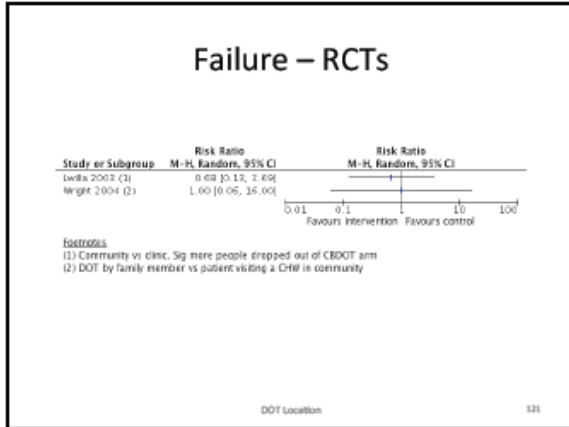 Failure – RCTs
Risk Ratio Risk Ratio
Study or Subgroup M-H, Random, 95% CI M-H, Random, 95% CI
Lwilla 2003 (1) 0.68 [0.13, 3.69]
Wright 2004 (2) 1.00 [0.06, 16.00]
0.01 0.1 1 10 100
Favours intervention Favours control
Footnotes
(1) Community vs clinic. Sig more people dropped out of CBDOT arm
(2) DOT by family member vs patient visiting a CHW in community
DOT Location 121